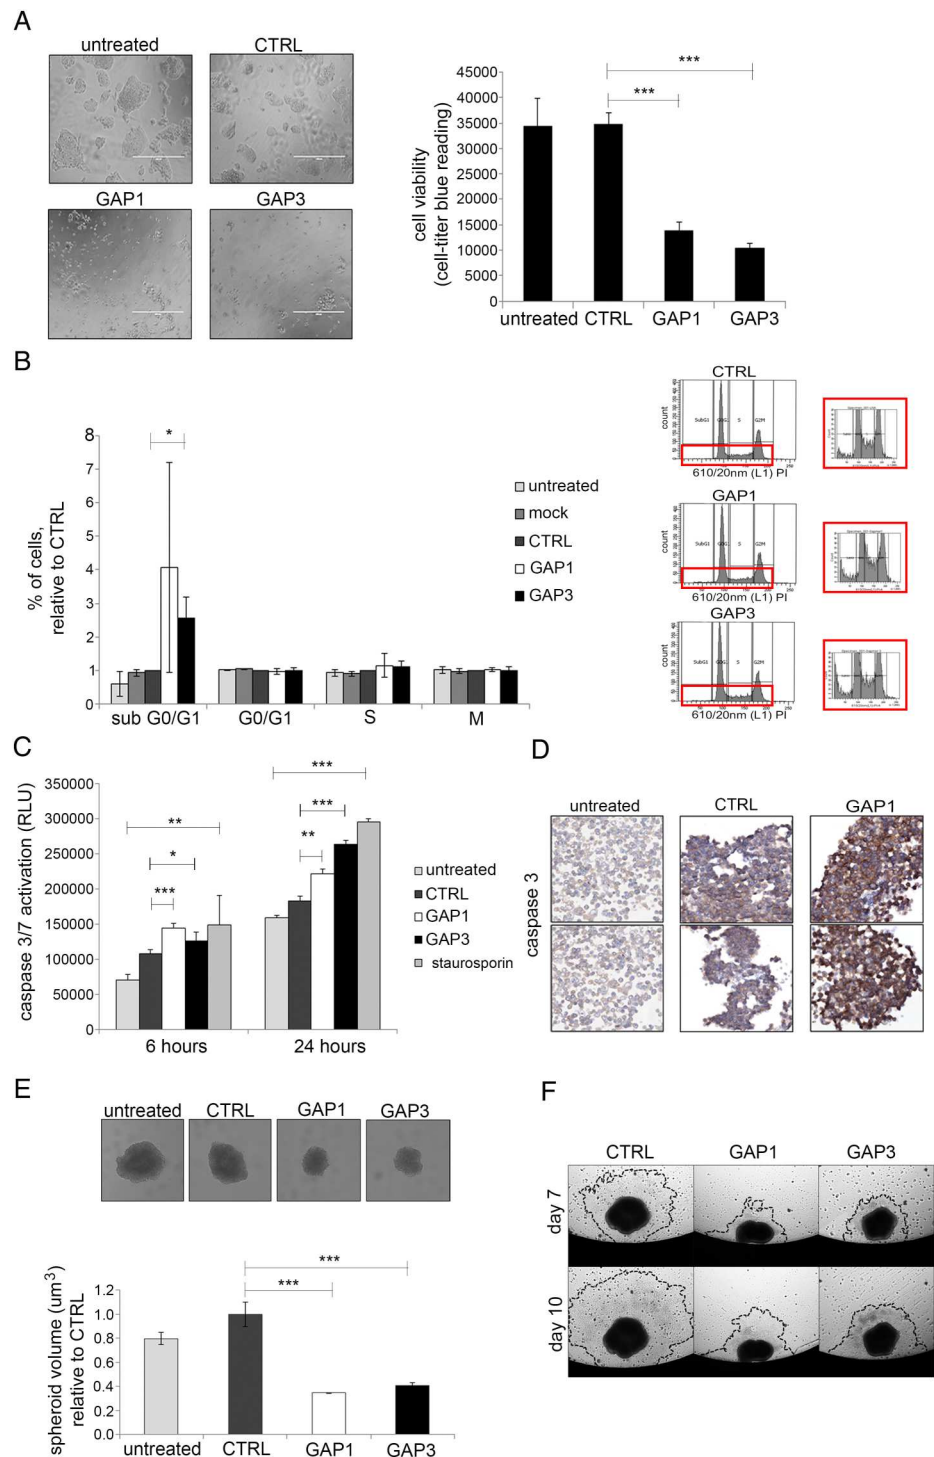 A
untreated
CTRL
GAP1
GAP3
cell viability
(cell-titer blue reading)
45000
40000
35000
30000
25000
20000
15000
10000
5000
0
***
***
untreated CTRL GAP1 GAP3
B
% of cells,
relative to CTRL
8
7
6
5
4
3
2
1
0
*
sub G0/G1 G0/G1 S M
untreated
mock
CTRL
GAP1
GAP3
CTRL
count
SubG1 S G2M
610/20nm (L1) PI
GAP1
count
SubG1 S G2M
610/20nm (L1) PI
GAP3
count
SubG1 S G2M
610/20nm (L1) PI
C
caspase 3/7 activation (RLU)
350000
300000
250000
200000
150000
100000
50000
0
**
*
***
***
***
**
6 hours 24 hours
untreated
CTRL
GAP1
GAP3
staurosporin
D
untreated CTRL GAP1
caspase 3
E
untreated CTRL GAP1 GAP3
spheroid volume (um³)
relative to CTRL
1.2
1.0
0.8
0.6
0.4
0.2
0.0
***
***
untreated CTRL GAP1 GAP3
F
CTRL GAP1 GAP3
day 7
day 10